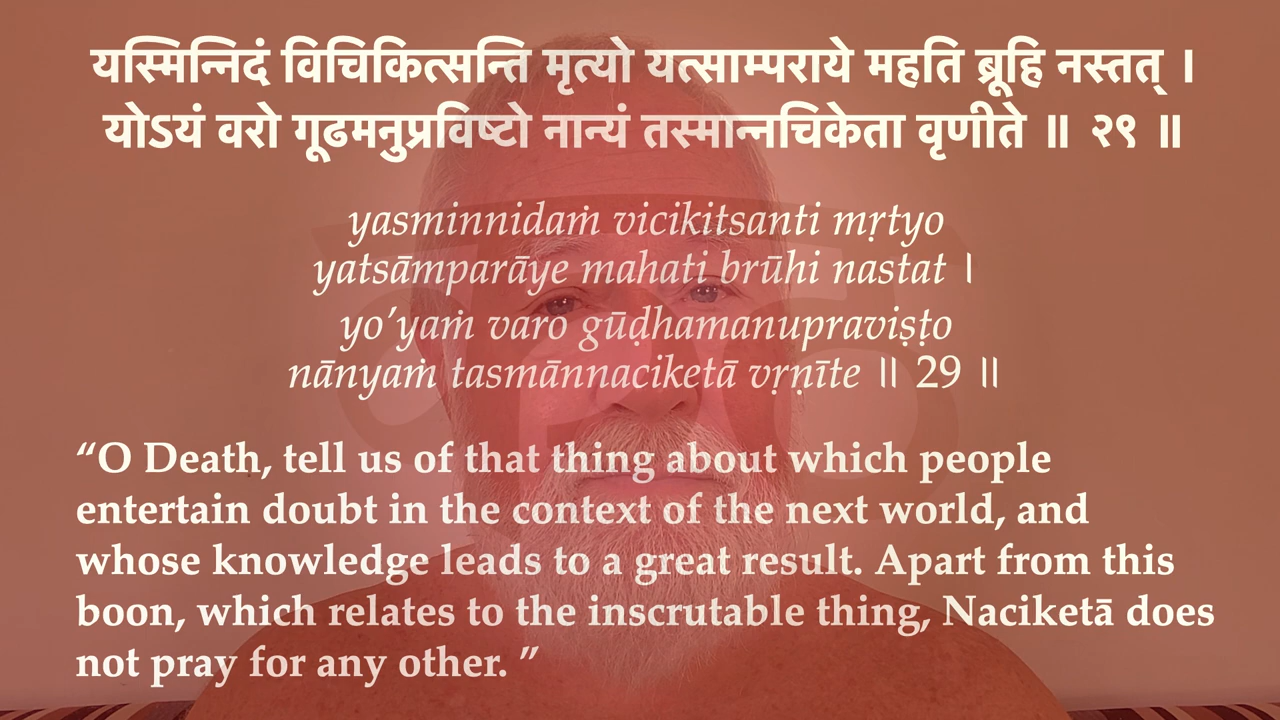 यस्मिन्निदं विचिकित्सन्ति मृत्यो यत्साम्पराये महति ब्रूहि नस्तत् ।
योऽयं वरो गूढमनुप्रविष्टो नान्यं तस्मान्नचिकेता वृणीते ॥ २९ ॥
yasminnidaṁ vicikitsanti mṛtyo
yatsāmparāye mahati brūhi nastat ।
yo’yaṁ varo gūḍhamanupraviṣṭo
nānyaṁ tasmānnaciketā vṛṇīte ॥ 29 ॥
“O Death, tell us of that thing about which people
entertain doubt in the context of the next world, and
whose knowledge leads to a great result. Apart from this
boon, which relates to the inscrutable thing, Naciketā does
not pray for any other. ”